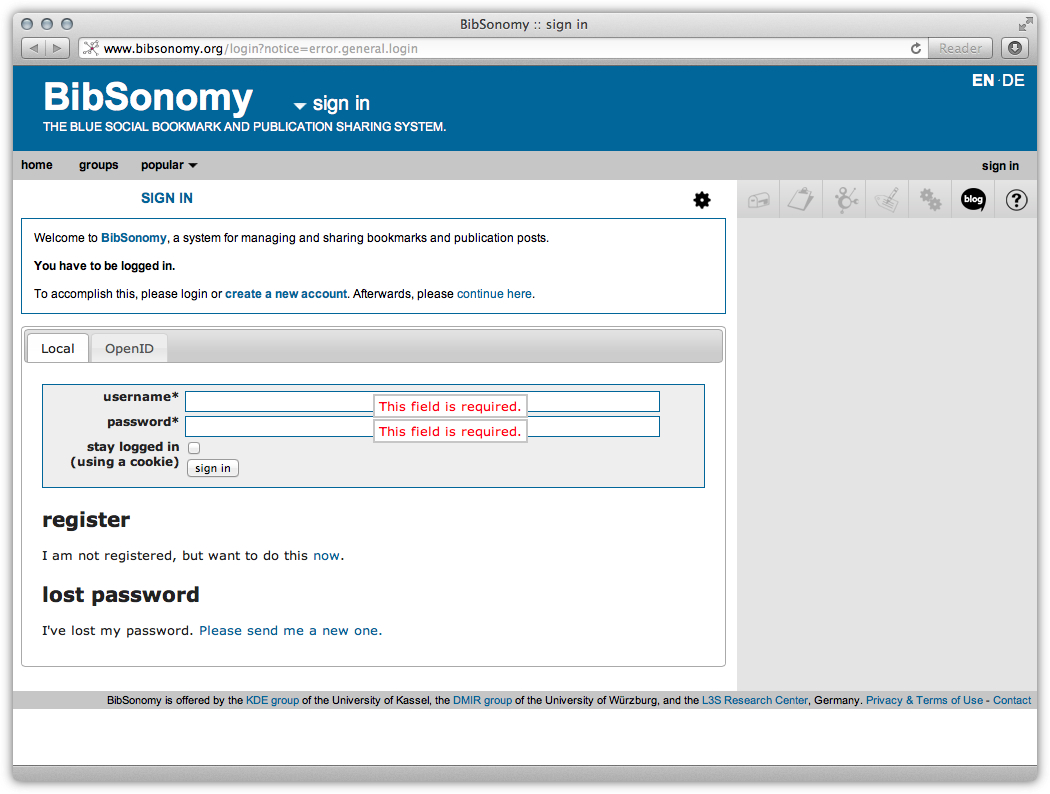 BibSonomy :: sign in
www.bibsonomy.org/login?notice=error.general.login
Reader
EN · DE
BibSonomy
sign in
THE BLUE SOCIAL BOOKMARK AND PUBLICATION SHARING SYSTEM.
home groups popular sign in
SIGN IN
blog ?
Welcome to BibSonomy, a system for managing and sharing bookmarks and publication posts.
You have to be logged in.
To accomplish this, please login or create a new account. Afterwards, please continue here.
Local OpenID
username*
This field is required.
password*
This field is required.
stay logged in
(using a cookie)
sign in
register
I am not registered, but want to do this now.
lost password
I've lost my password. Please send me a new one.
BibSonomy is offered by the KDE group of the University of Kassel, the DMIR group of the University of Würzburg, and the L3S Research Center, Germany. Privacy & Terms of Use - Contact